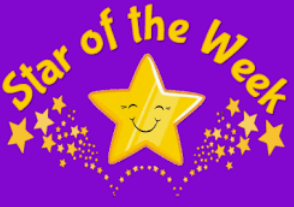 Star of the Week